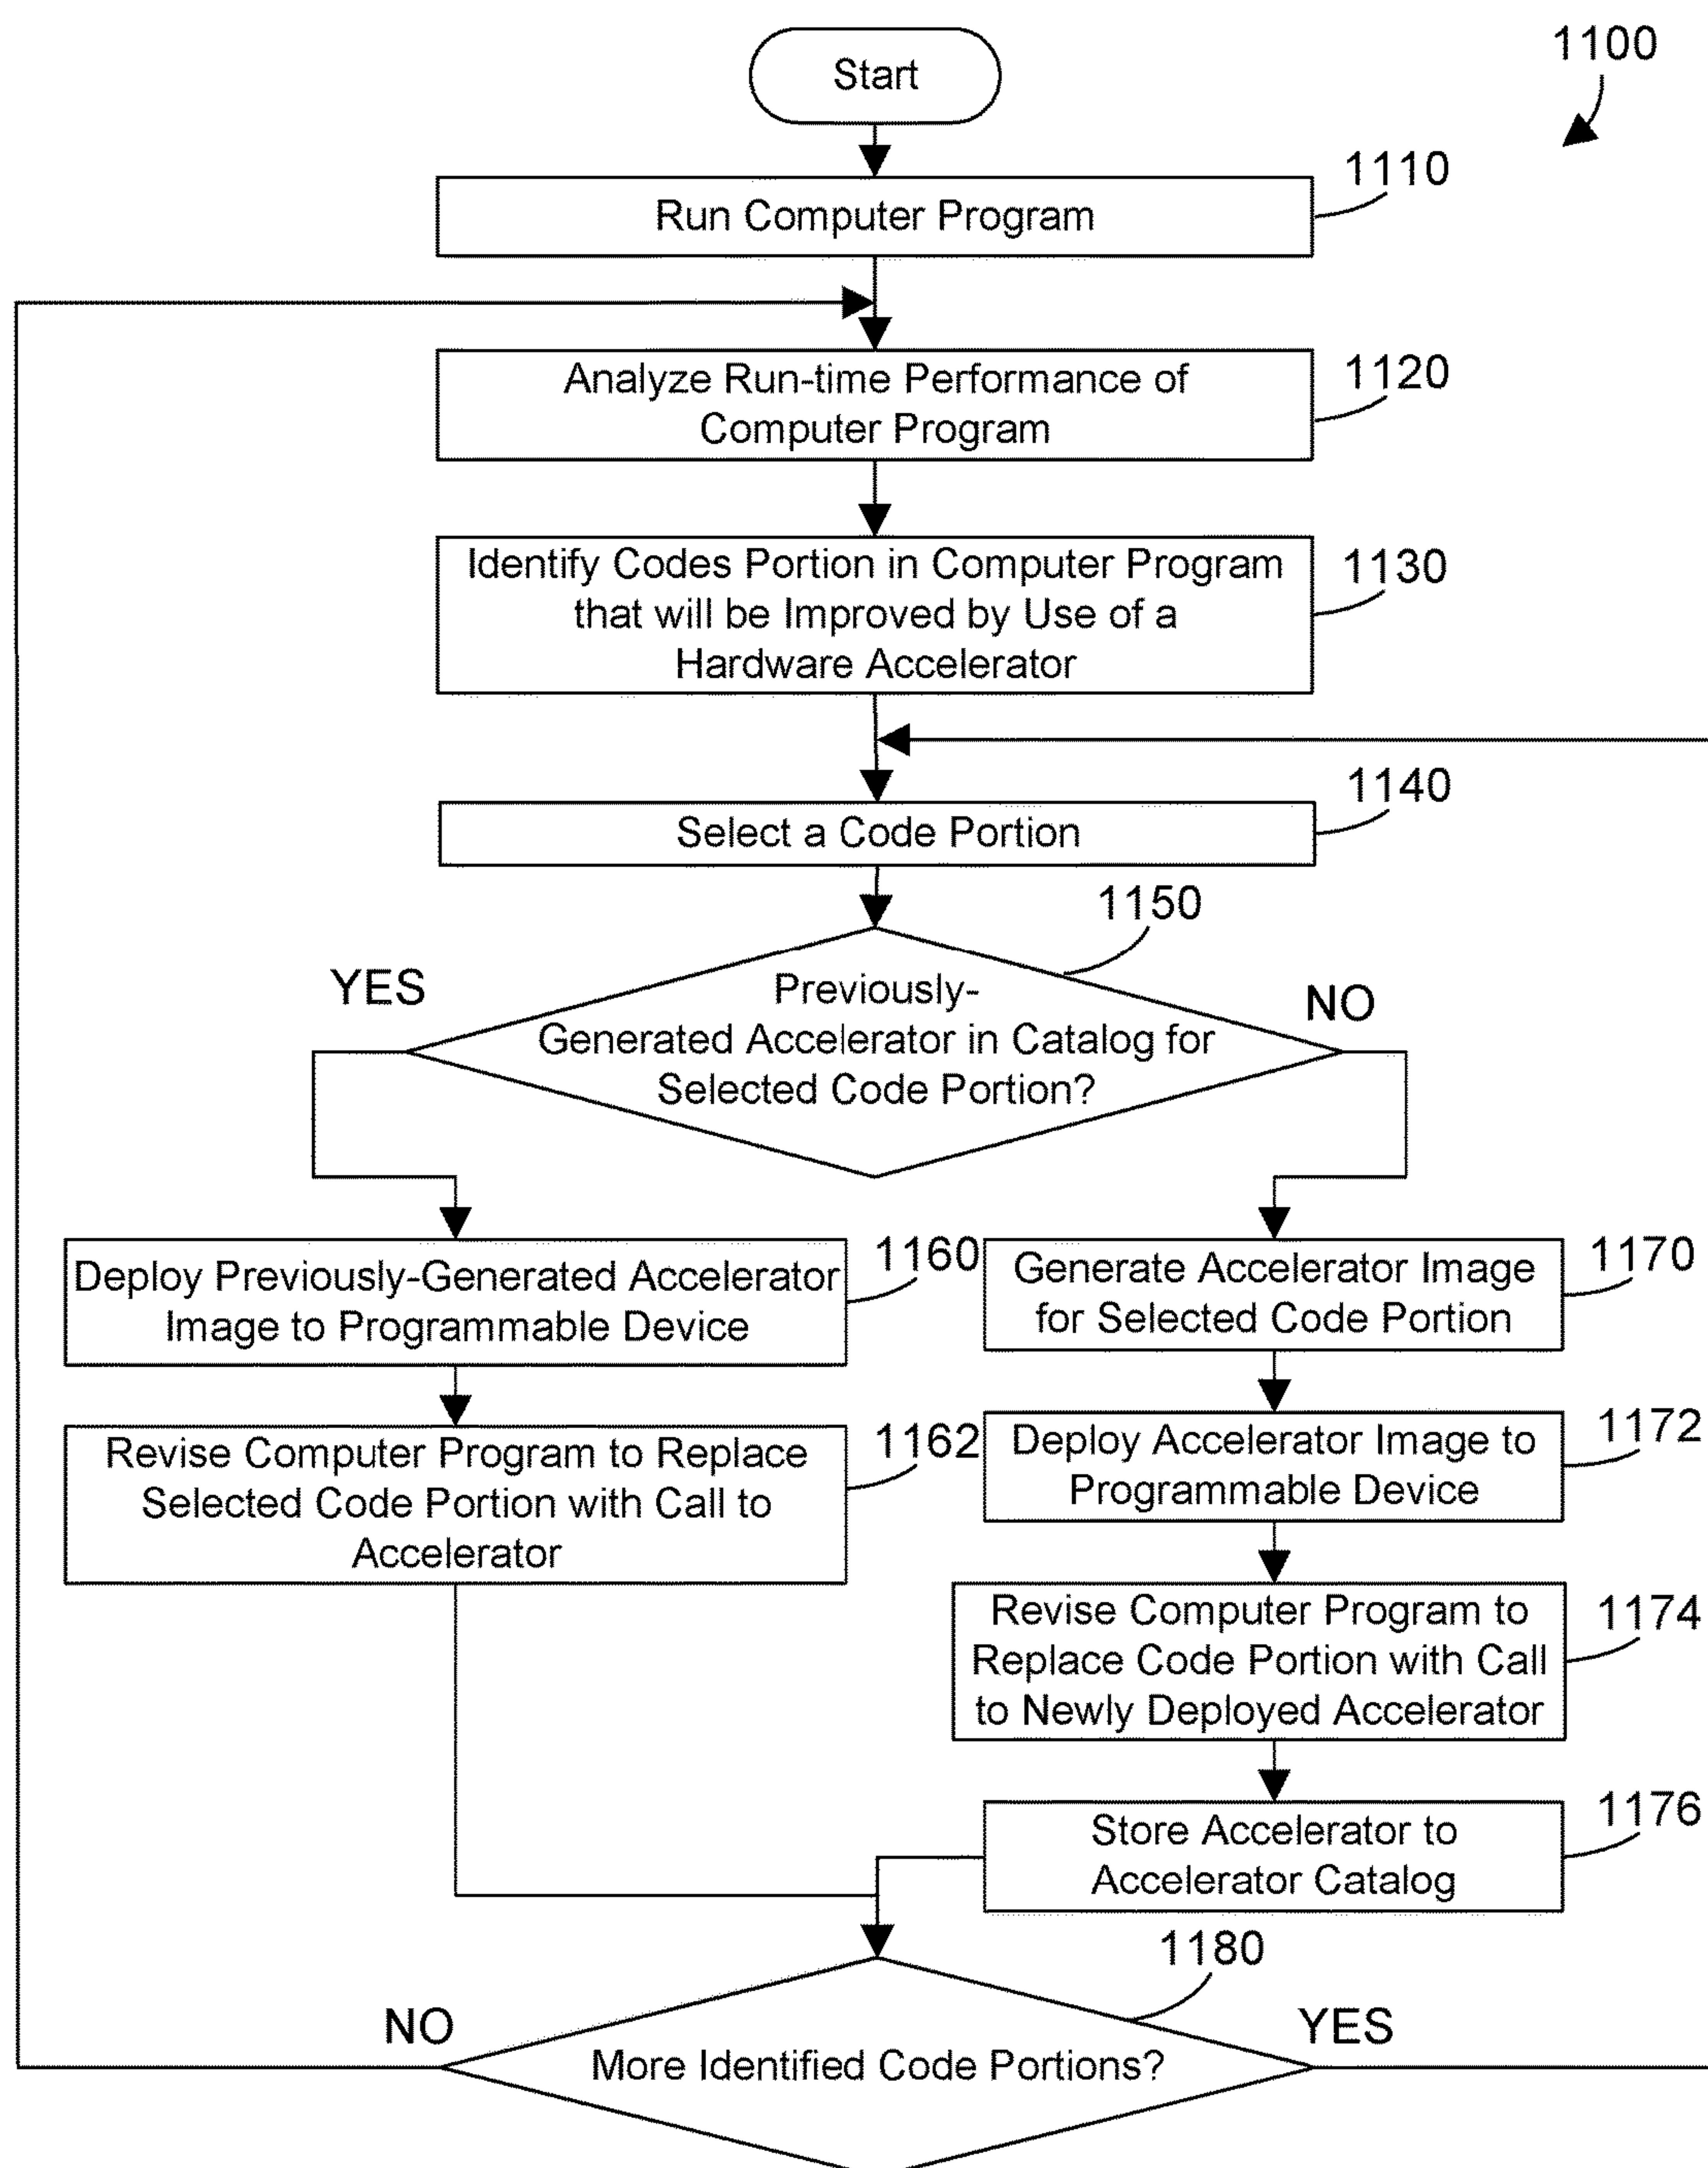 Start
1100
1110
Run Computer Program
1120
Analyze Run-time Performance of
Computer Program
1130
Identify Codes Portion in Computer Program
that will be Improved by Use of a
Hardware Accelerator
1140
Select a Code Portion
1150
YES
NO
Previously-
Generated Accelerator in Catalog for
Selected Code Portion?
1160
Deploy Previously-Generated Accelerator
Image to Programmable Device
1162
Revise Computer Program to Replace
Selected Code Portion with Call to
Accelerator
1170
Generate Accelerator Image
for Selected Code Portion
1172
Deploy Accelerator Image to
Programmable Device
1174
Revise Computer Program to
Replace Code Portion with Call
to Newly Deployed Accelerator
1176
Store Accelerator to
Accelerator Catalog
1180
NO
YES
More Identified Code Portions?